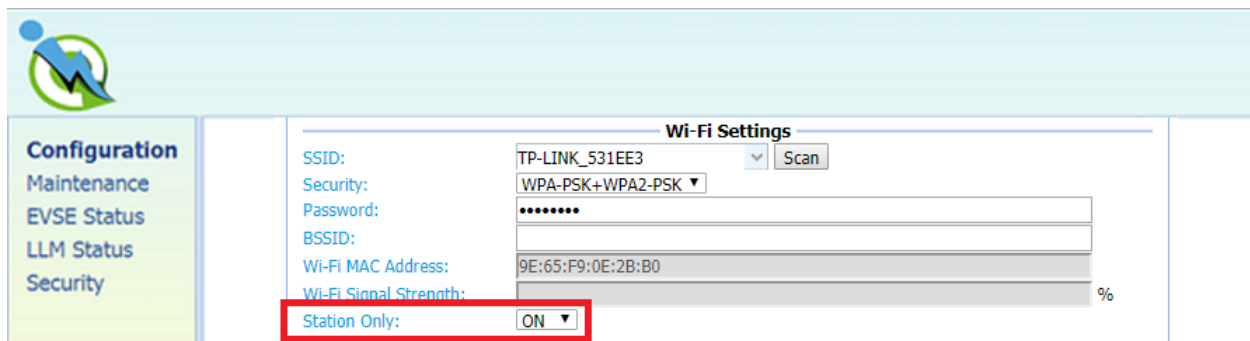 Configuration
Maintenance
EVSE Status
LLM Status
Security
Wi-Fi Settings
SSID: TP-LINK_531EE3 Scan
Security: WPA-PSK+WPA2-PSK
Password: ••••••••
BSSID:
Wi-Fi MAC Address: 9E:65:F9:0E:2B:B0
Wi-Fi Signal Strength: %
Station Only: ON